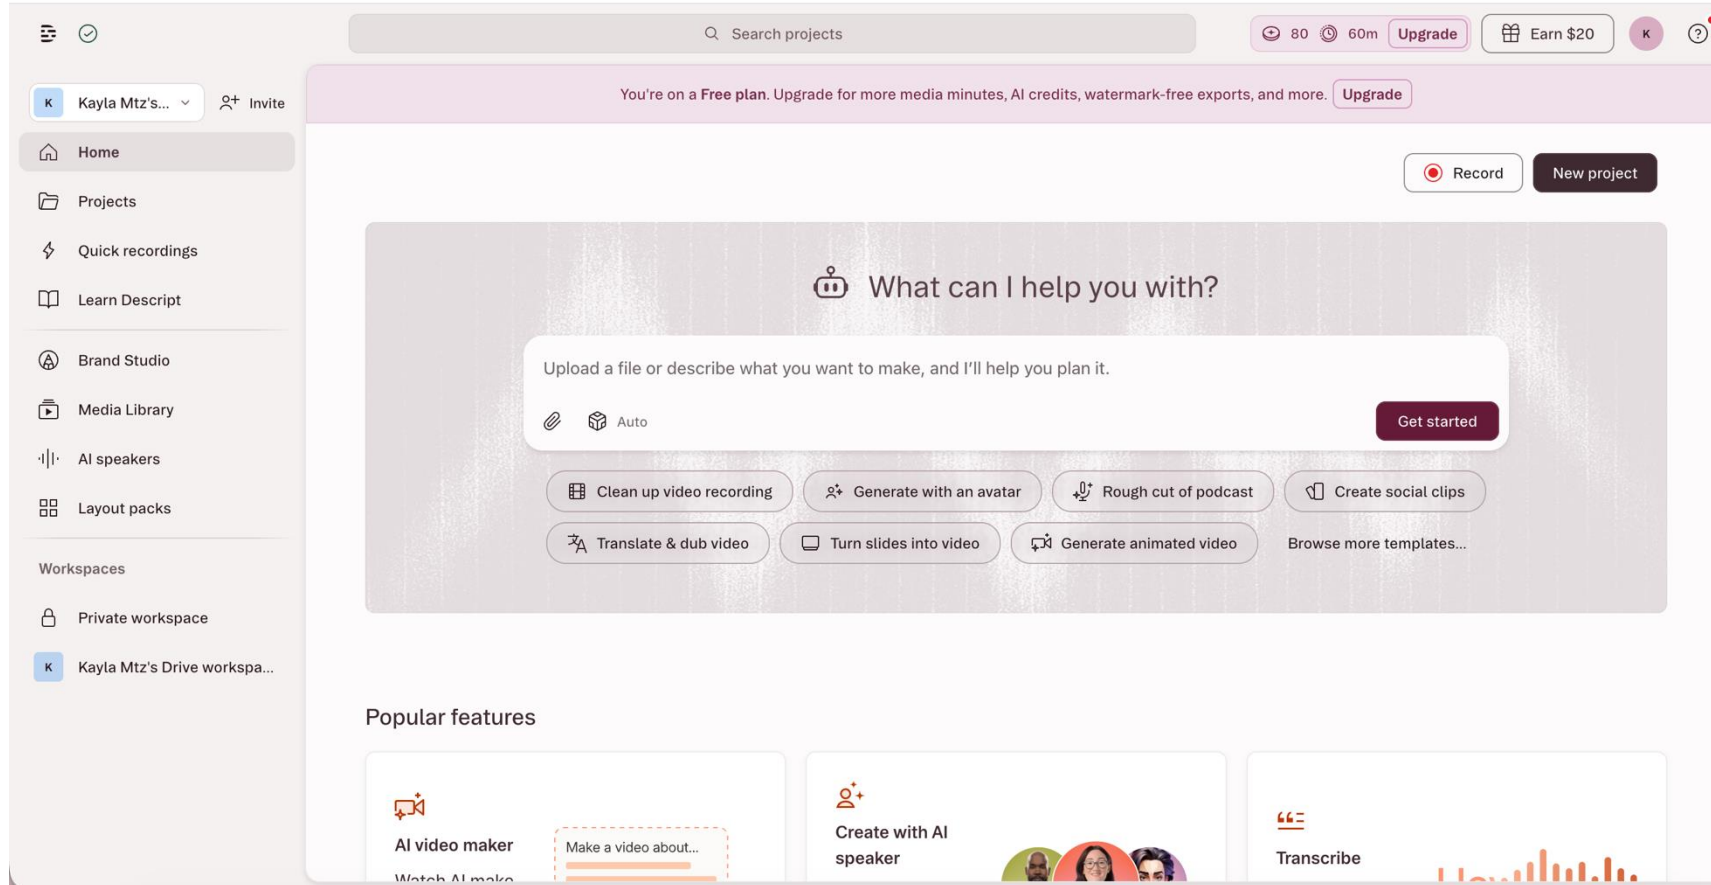 Search projects
80
60m
Upgrade
Earn $20
K
K
Kayla Mtz's...
Invite
You're on a Free plan. Upgrade for more media minutes, AI credits, watermark-free exports, and more.
Upgrade
Home
Projects
Quick recordings
Learn Descript
Brand Studio
Media Library
AI speakers
Layout packs
Workspaces
Private workspace
K
Kayla Mtz's Drive workspa...
Record
New project
What can I help you with?
Upload a file or describe what you want to make, and I'll help you plan it.
Auto
Get started
Clean up video recording
Generate with an avatar
Rough cut of podcast
Create social clips
Translate & dub video
Turn slides into video
Generate animated video
Browse more templates...
Popular features
AI video maker
Watch AI make
Make a video about...
Create with AI
speaker
Transcribe
How